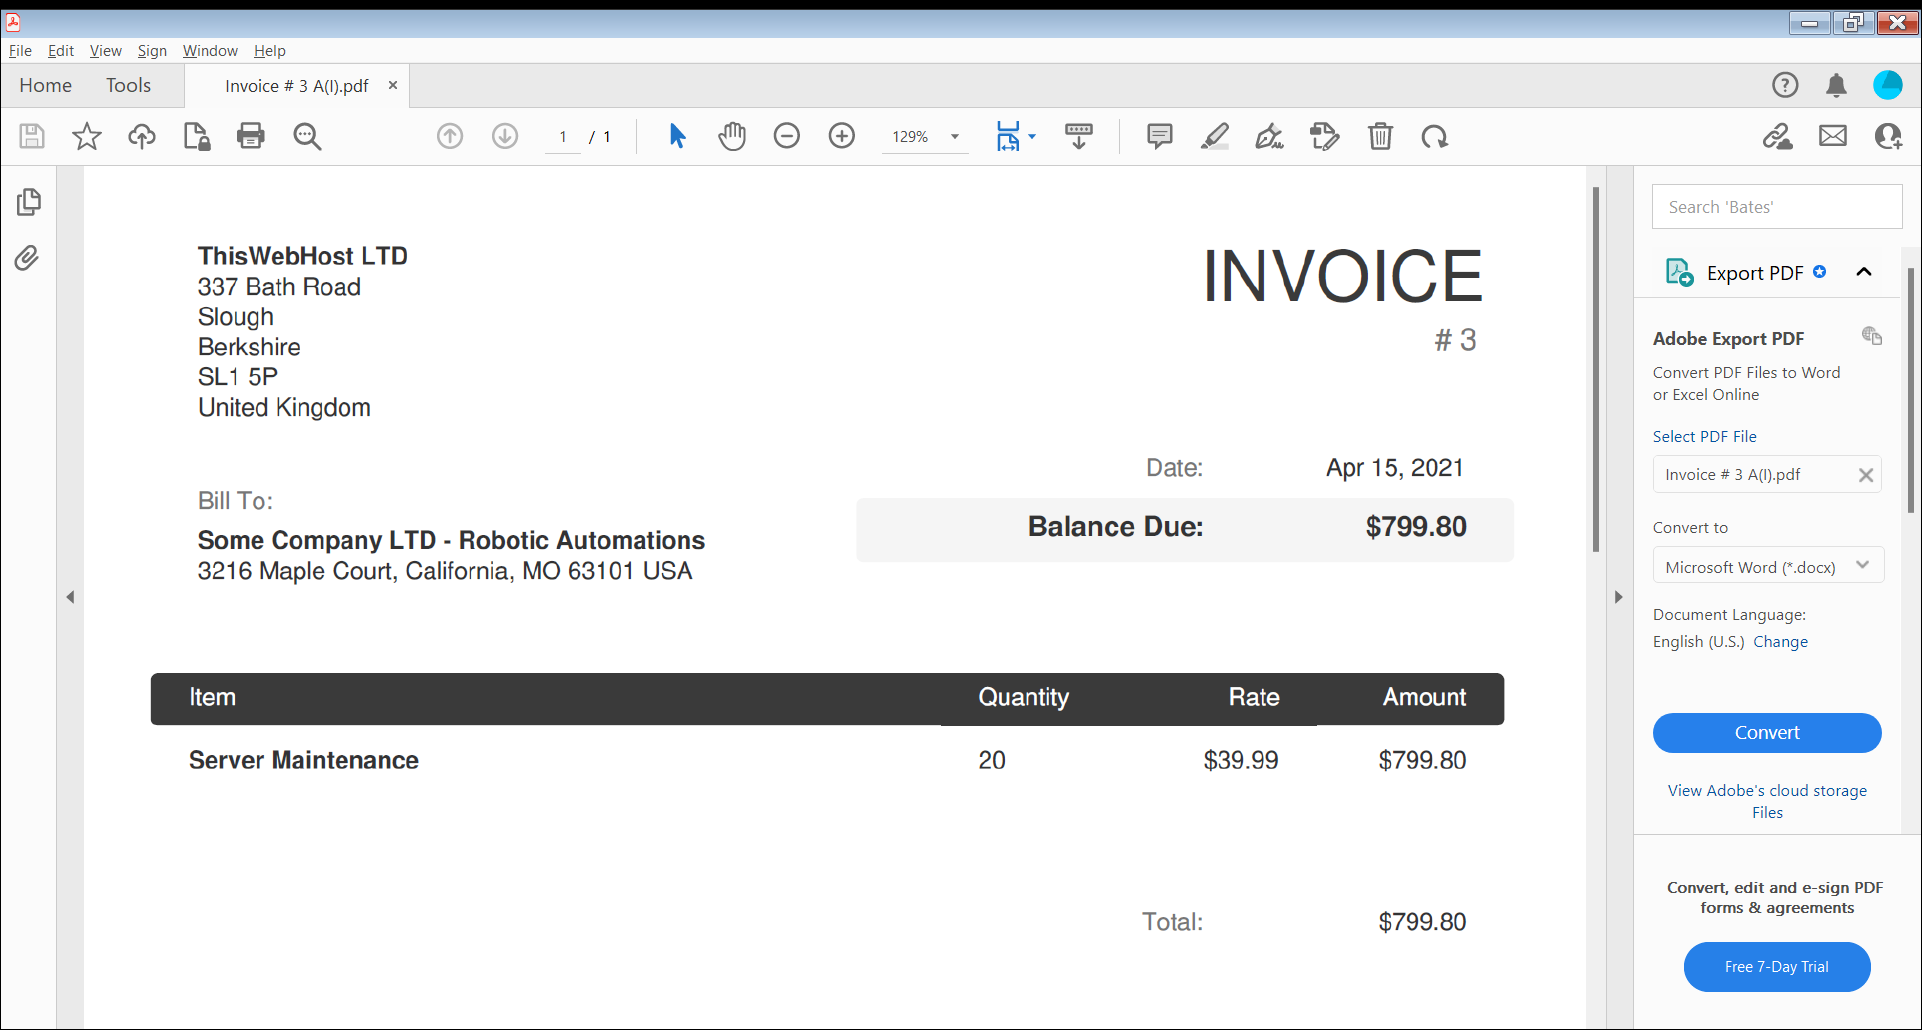 File Edit View Sign Window Help
Home Tools Invoice # 3 A(I).pdf
1 / 1 129%
ThisWebHost LTD
337 Bath Road
Slough
Berkshire
SL1 5P
United Kingdom
INVOICE
# 3
Date: Apr 15, 2021
Balance Due: $799.80
Bill To:
Some Company LTD - Robotic Automations
3216 Maple Court, California, MO 63101 USA
Item Quantity Rate Amount
Server Maintenance 20 $39.99 $799.80
Total: $799.80
Search 'Bates'
Export PDF
Adobe Export PDF
Convert PDF Files to Word
or Excel Online
Select PDF File
Invoice # 3 A(I).pdf
Convert to
Microsoft Word (*.docx)
Document Language:
English (U.S.) Change
Convert
View Adobe's cloud storage
Files
Convert, edit and e-sign PDF
forms & agreements
Free 7-Day Trial